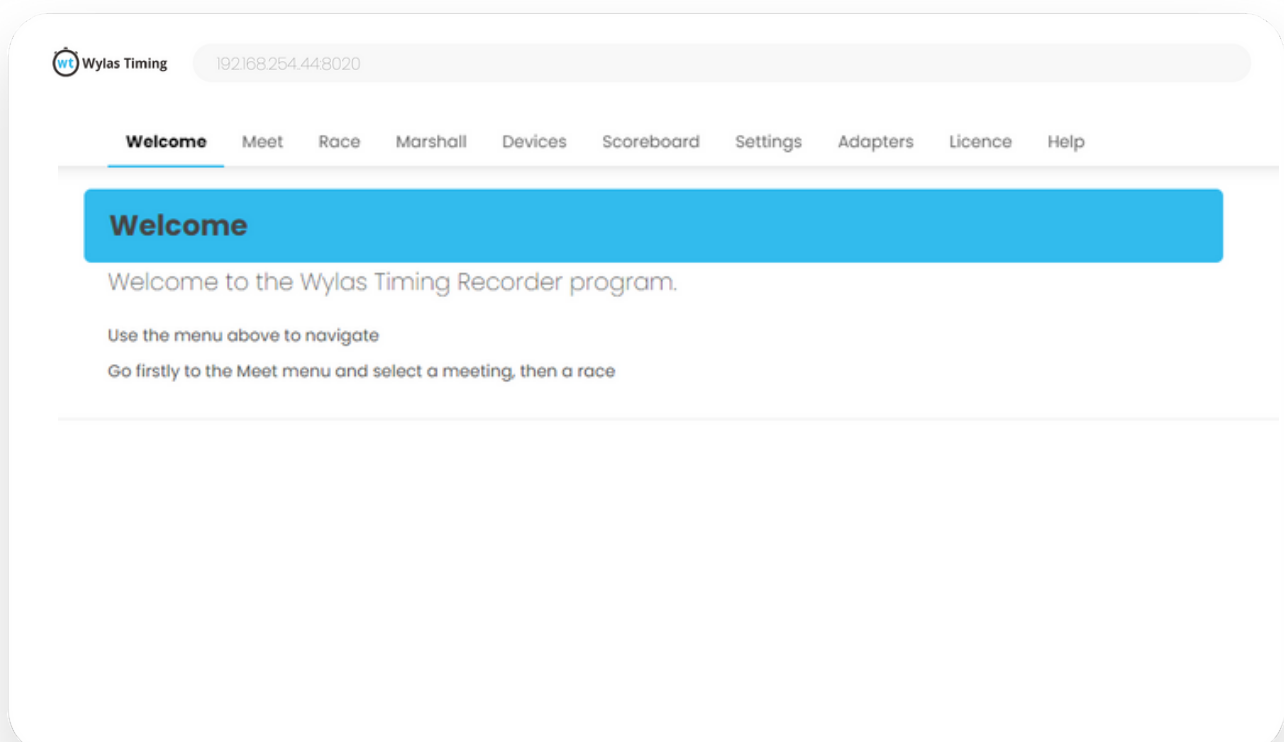 wt Wylas Timing 192.168.254.44:8020
Welcome Meet Race Marshall Devices Scoreboard Settings Adapters Licence Help
Welcome
Welcome to the Wylas Timing Recorder program.
Use the menu above to navigate
Go firstly to the Meet menu and select a meeting, then a race